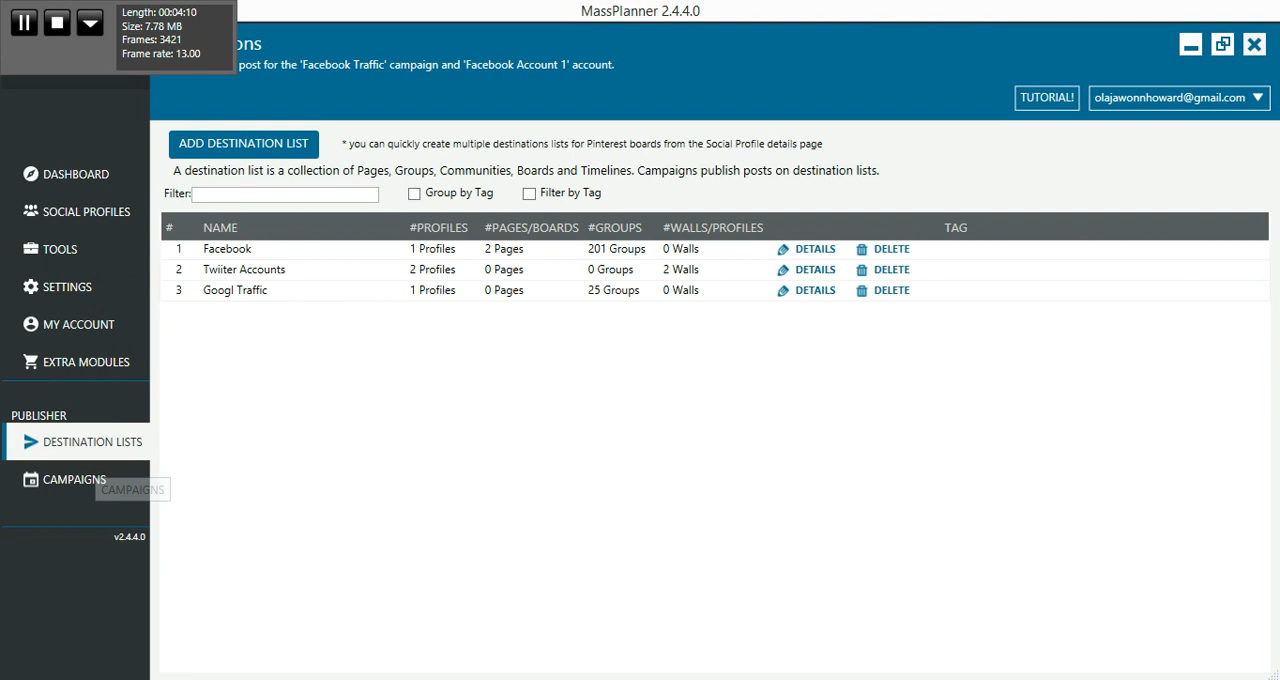 MassPlanner 2.4.4.0
Length: 00:04:10
Size: 7.78 MB
Frames: 3421
Frame rate: 13.00
ons
post for the 'Facebook Traffic' campaign and 'Facebook Account 1' account.
TUTORIAL!
olajawonnhoward@gmail.com
DASHBOARD
SOCIAL PROFILES
TOOLS
SETTINGS
MY ACCOUNT
EXTRA MODULES
PUBLISHER
DESTINATION LISTS
CAMPAIGNS
CAMPAIGNS
v2.4.4.0
ADD DESTINATION LIST * you can quickly create multiple destinations lists for Pinterest boards from the Social Profile details page
A destination list is a collection of Pages, Groups, Communities, Boards and Timelines. Campaigns publish posts on destination lists.
Filter: Group by Tag Filter by Tag
# NAME #PROFILES #PAGES/BOARDS #GROUPS #WALLS/PROFILES TAG
1 Facebook 1 Profiles 2 Pages 201 Groups 0 Walls DETAILS DELETE
2 Twiiter Accounts 2 Profiles 0 Pages 0 Groups 2 Walls DETAILS DELETE
3 Googl Traffic 1 Profiles 0 Pages 25 Groups 0 Walls DETAILS DELETE